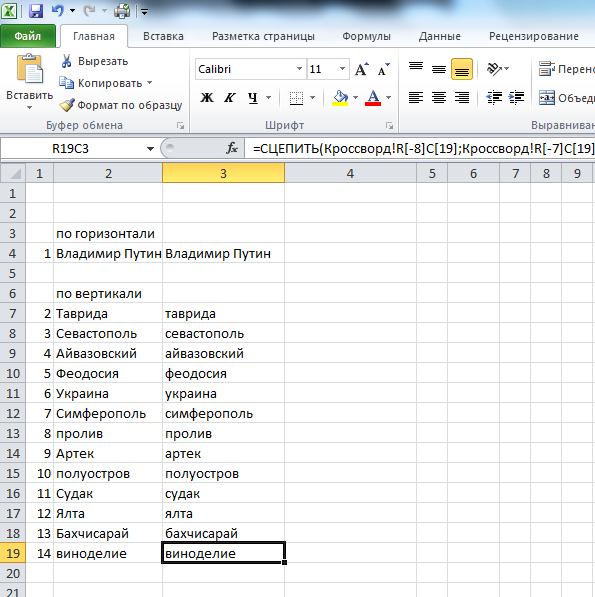 Файл Главная Вставка Разметка страницы Формулы Данные Рецензирование
Вставить Вырезать Calibri 11 A A Перено
Копировать
Формат по образцу Ж К Ч А Объеди
Буфер обмена Шрифт Выравниван
R19C3 fx =СЦЕПИТЬ(Кроссворд!R[-8]C[19];Кроссворд!R[-7]C[19]
1 2 3 4 5 6 7 8 9
1
2
3 по горизонтали
4 1 Владимир Путин Владимир Путин
5
6 по вертикали
7 2 Таврида таврида
8 3 Севастополь севастополь
9 4 Айвазовский айвазовский
10 5 Феодосия феодосия
11 6 Украина украина
12 7 Симферополь симферополь
13 8 пролив пролив
14 9 Артек артек
15 10 полуостров полуостров
16 11 Судак судак
17 12 Ялта ялта
18 13 Бахчисарай бахчисарай
19 14 виноделие виноделие
20
21